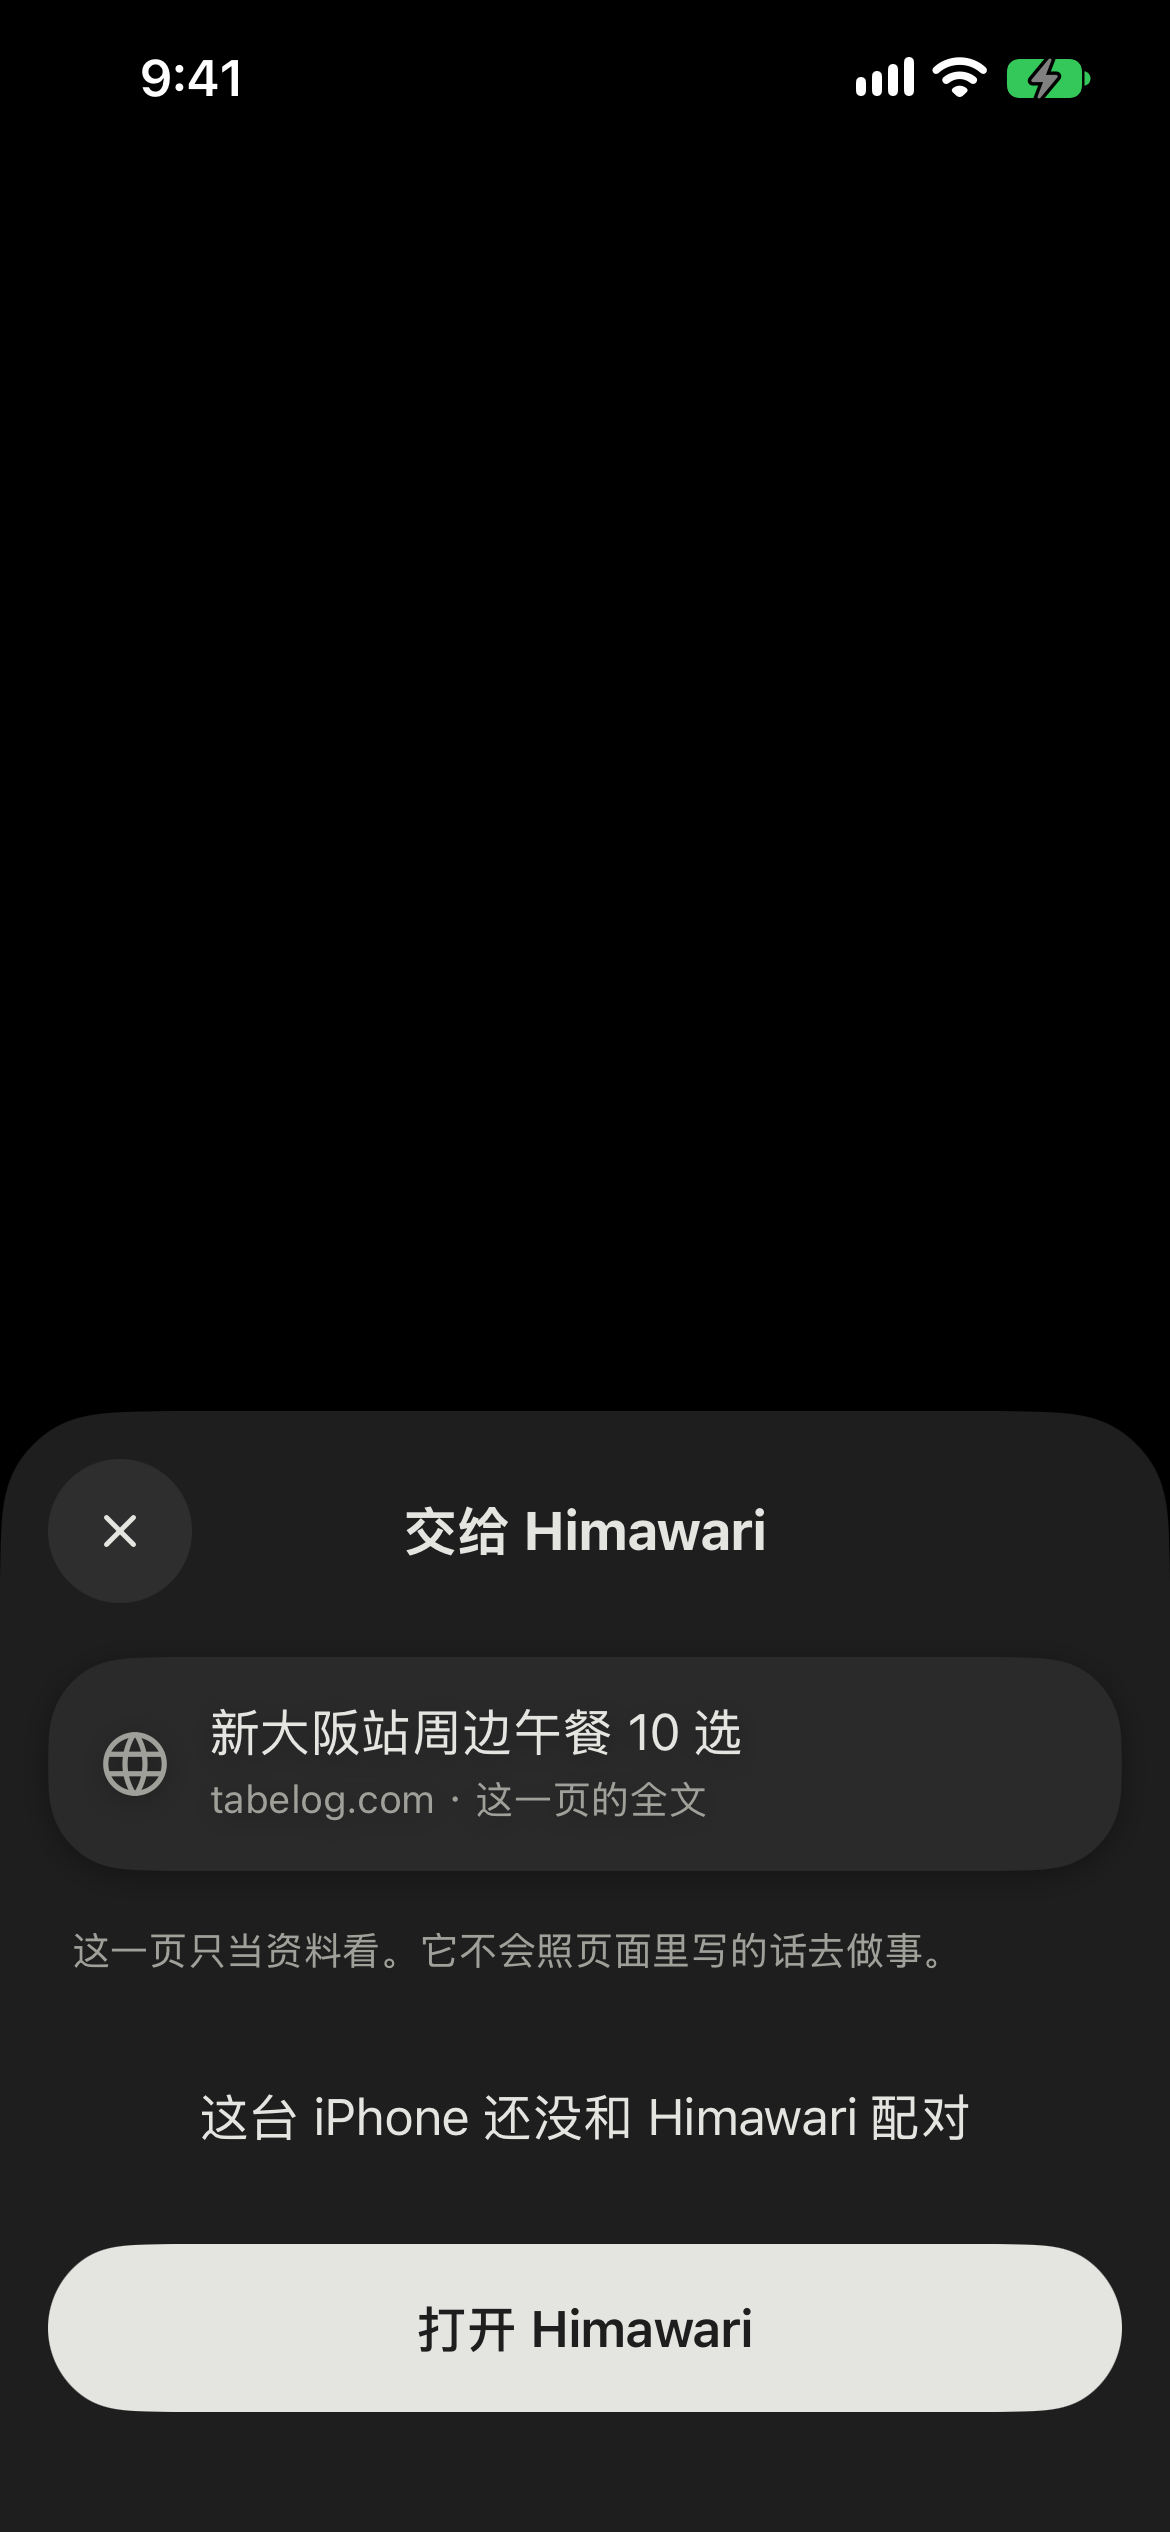 9:41
交给 Himawari
新大阪站周边午餐 10 选
tabelog.com · 这一页的全文
这一页只当资料看。它不会照页面里写的话去做事。
这台 iPhone 还没和 Himawari 配对
打开 Himawari